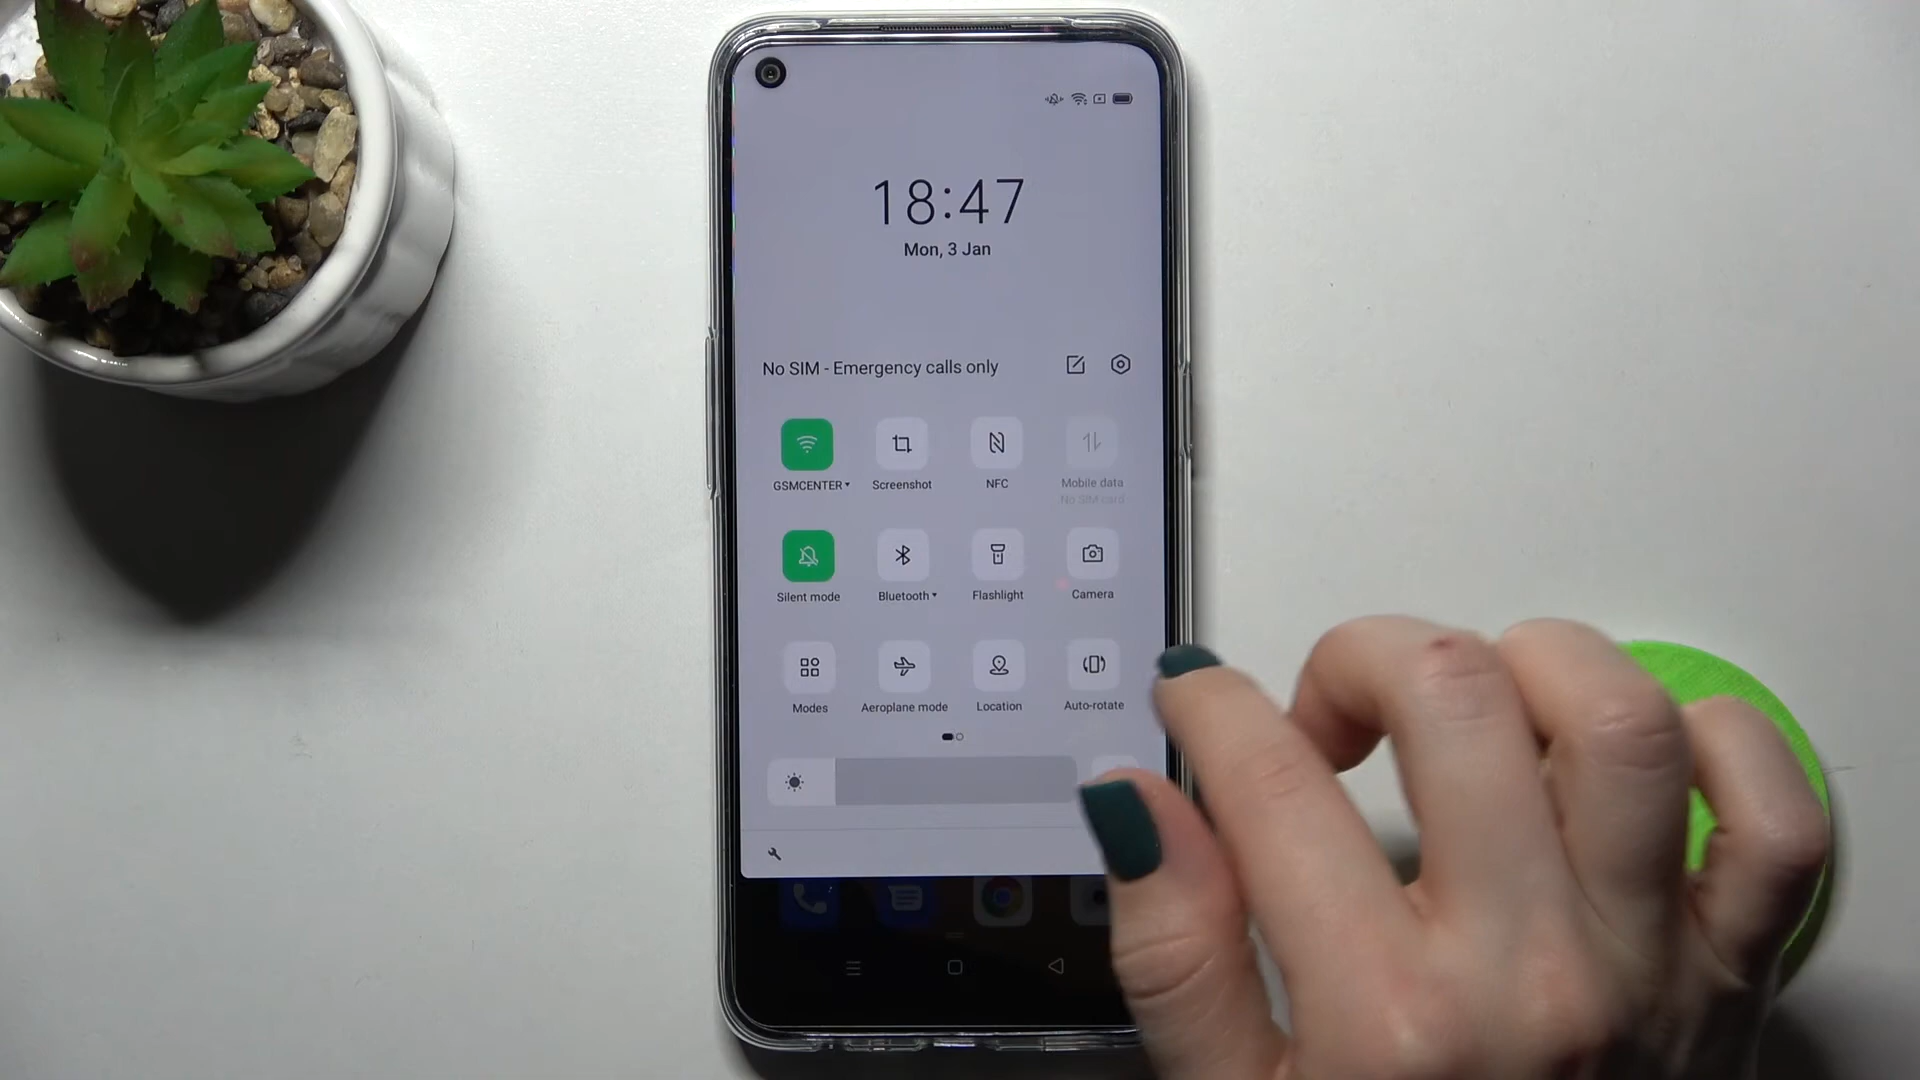 18:47
Mon, 3 Jan
No SIM - Emergency calls only
GSMCENTER
Screenshot
NFC
Mobile data
No SIM card
Silent mode
Bluetooth
Flashlight
Camera
Modes
Aeroplane mode
Location
Auto-rotate